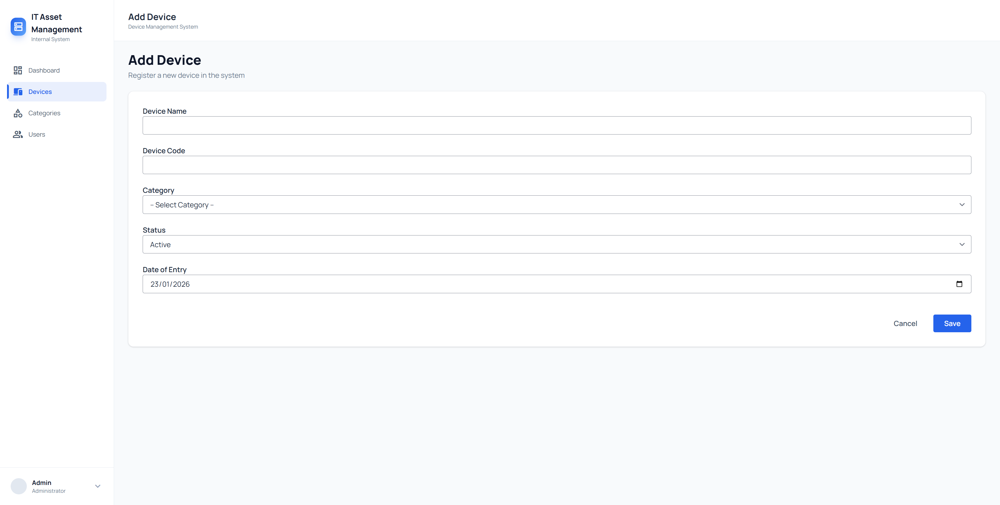 IT Asset
Management
Internal System
Dashboard
Devices
Categories
Users
Admin
Administrator
Add Device
Device Management System
Add Device
Register a new device in the system
Device Name
Device Code
Category
– Select Category –
Status
Active
Date of Entry
23/01/2026
Cancel
Save